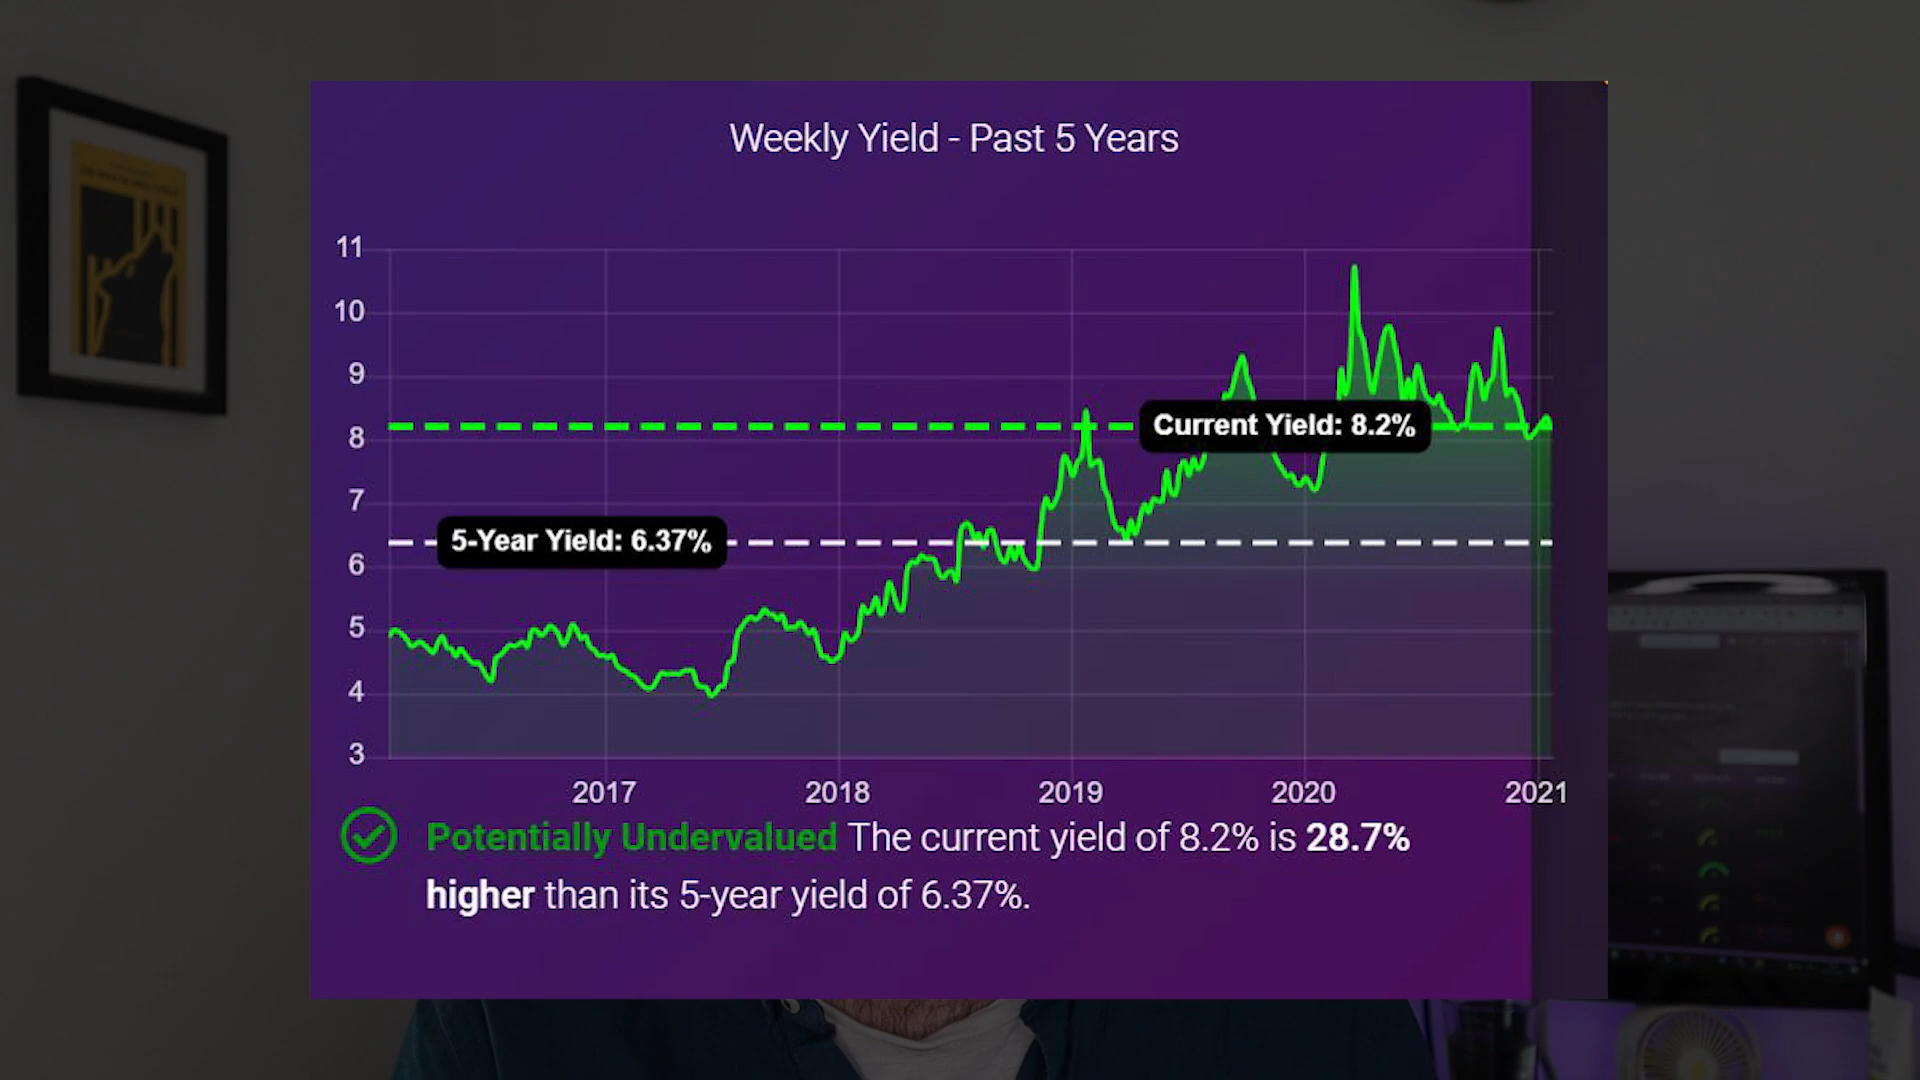 Weekly Yield - Past 5 Years
11
10
9
8
7
6
5
4
3
Current Yield: 8.2%
5-Year Yield: 6.37%
2017 2018 2019 2020 2021
Potentially Undervalued The current yield of 8.2% is 28.7%
higher than its 5-year yield of 6.37%.